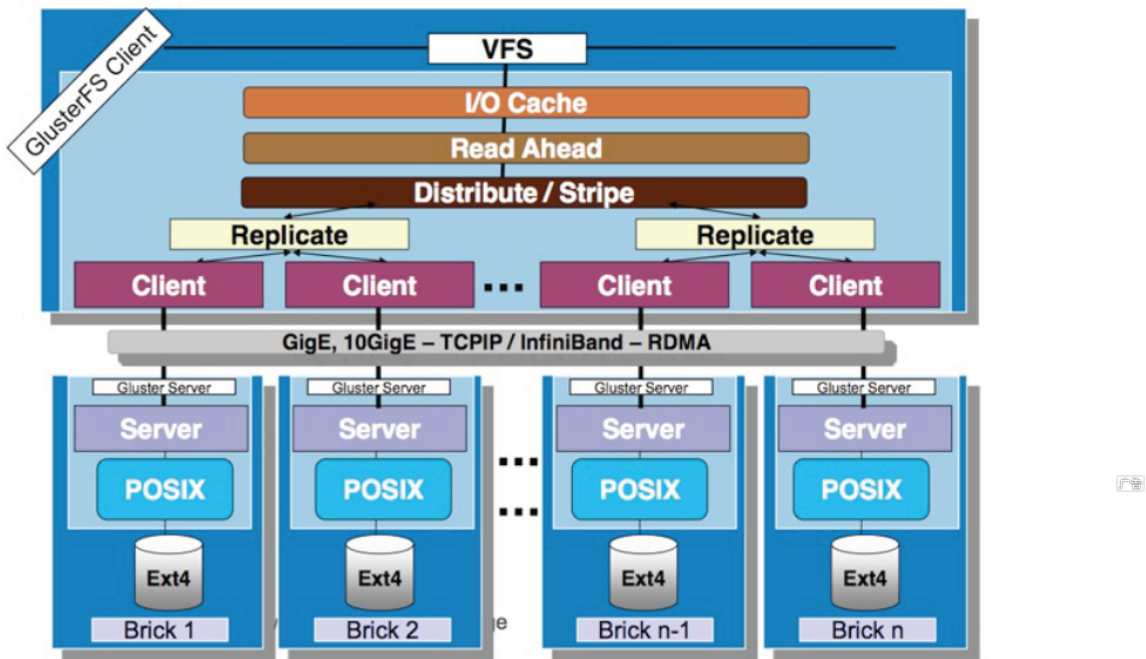 GlusterFS Client
VFS
I/O Cache
Read Ahead
Distribute / Stripe
Replicate
Replicate
Client
Client
...
Client
Client
GigE, 10GigE – TCPIP / InfiniBand – RDMA
Gluster Server
Gluster Server
Gluster Server
Gluster Server
Server
Server
Server
Server
...
POSIX
POSIX
POSIX
POSIX
...
广告
Ext4
Ext4
Ext4
Ext4
Brick 1
Brick 2
Brick n-1
Brick n